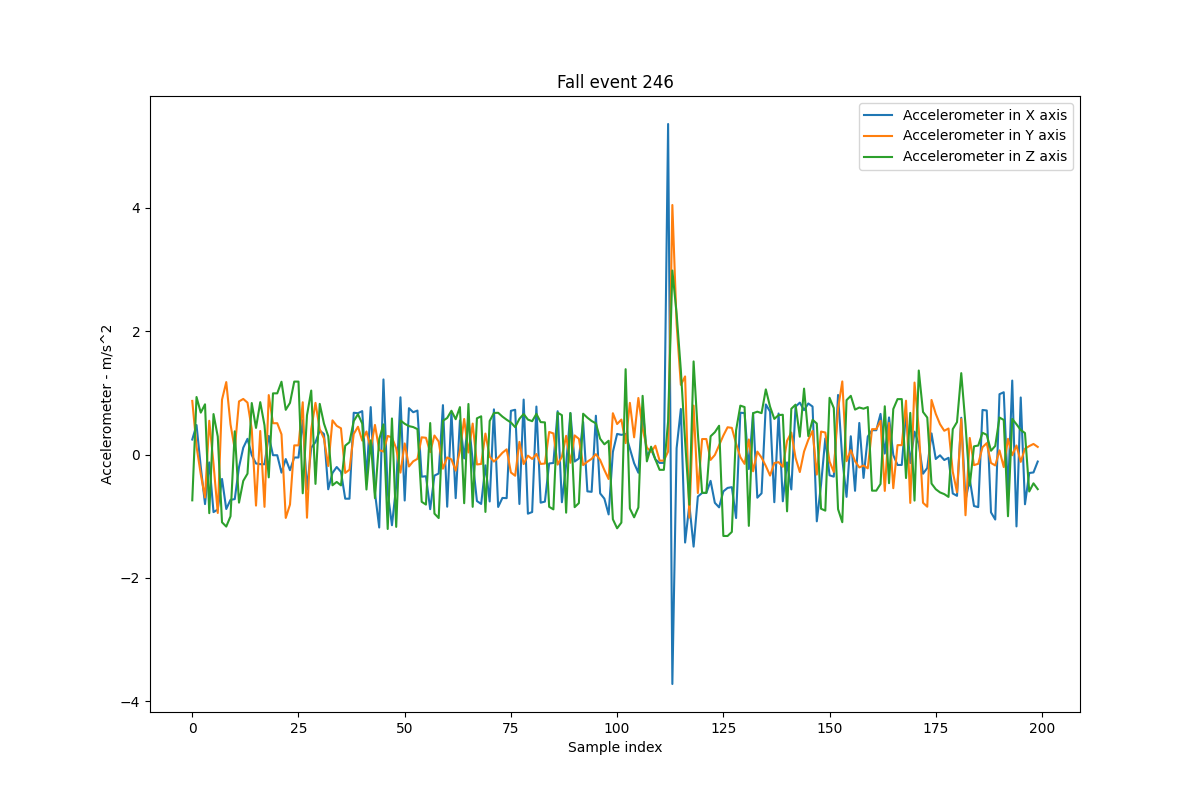 Fall event 246
Accelerometer in X axis
Accelerometer in Y axis
Accelerometer in Z axis
Accelerometer - m/s^2
4
2
0
−2
−4
0 25 50 75 100 125 150 175 200
Sample index